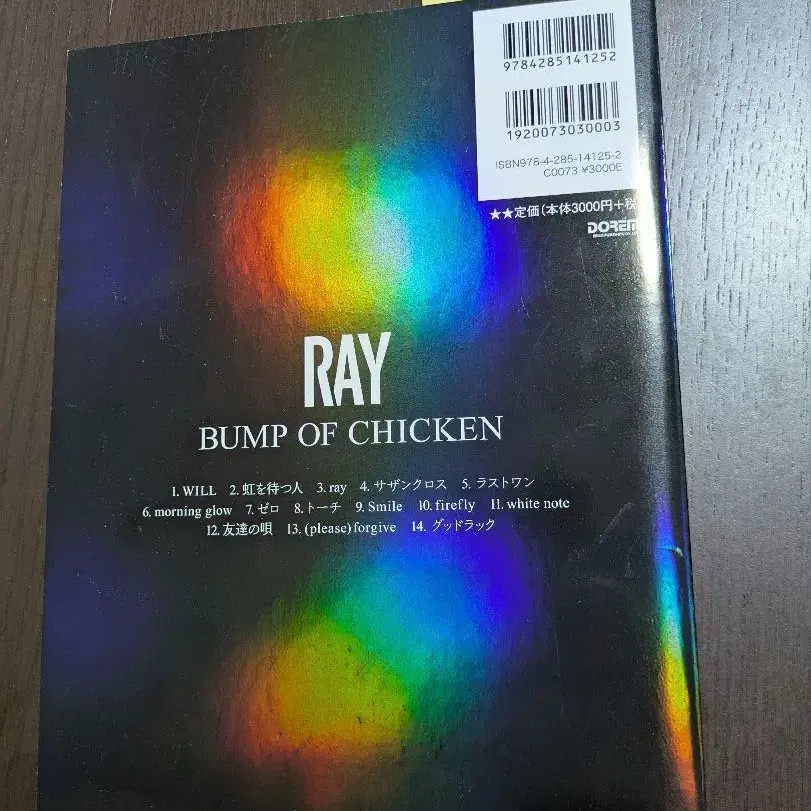 9784285141252
1920073030003
ISBN978-4-285-14125-2
C0073 ¥3000E
★★定価(本体3000円+税
DOREM
RAY
BUMP OF CHICKEN
1. WILL 2. 虹を待つ人 3. ray 4. サザンクロス 5. ラストワン
6. morning glow 7. ゼロ 8. トーチ 9. Smile 10. firefly 11. white note
12. 友達の唄 13. (please) forgive 14. グッドラック